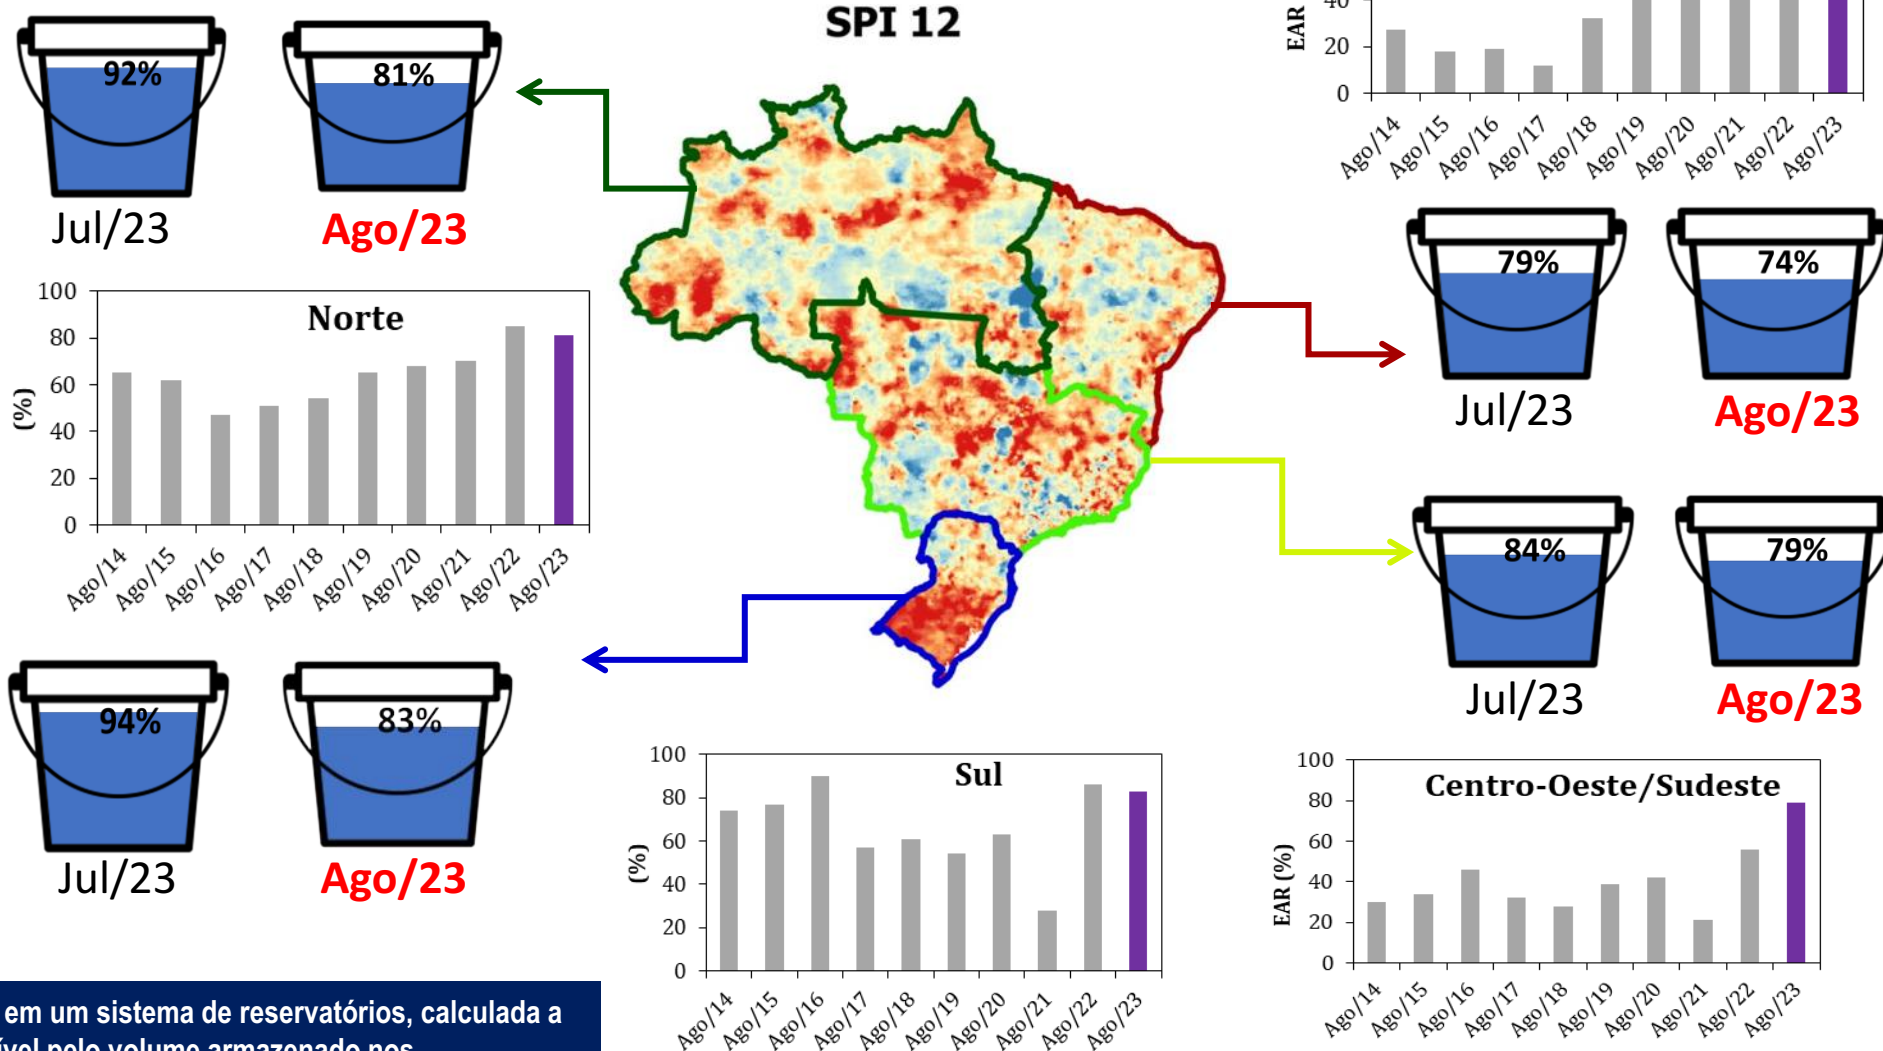 SPI 12
92%
81%
Jul/23
Ago/23
100
80
60
40
20
0
(%)
Norte
Ago/14
Ago/15
Ago/16
Ago/17
Ago/18
Ago/19
Ago/20
Ago/21
Ago/22
Ago/23
94%
83%
Jul/23
Ago/23
em um sistema de reservatórios, calculada a
ível pelo volume armazenado nos
100
80
60
40
20
0
(%)
Sul
Ago/14
Ago/15
Ago/16
Ago/17
Ago/18
Ago/19
Ago/20
Ago/21
Ago/22
Ago/23
EAR
40
20
0
Ago/14
Ago/15
Ago/16
Ago/17
Ago/18
Ago/19
Ago/20
Ago/21
Ago/22
Ago/23
79%
74%
Jul/23
Ago/23
84%
79%
Jul/23
Ago/23
100
80
60
40
20
0
EAR (%)
Centro-Oeste/Sudeste
Ago/14
Ago/15
Ago/16
Ago/17
Ago/18
Ago/19
Ago/20
Ago/21
Ago/22
Ago/23